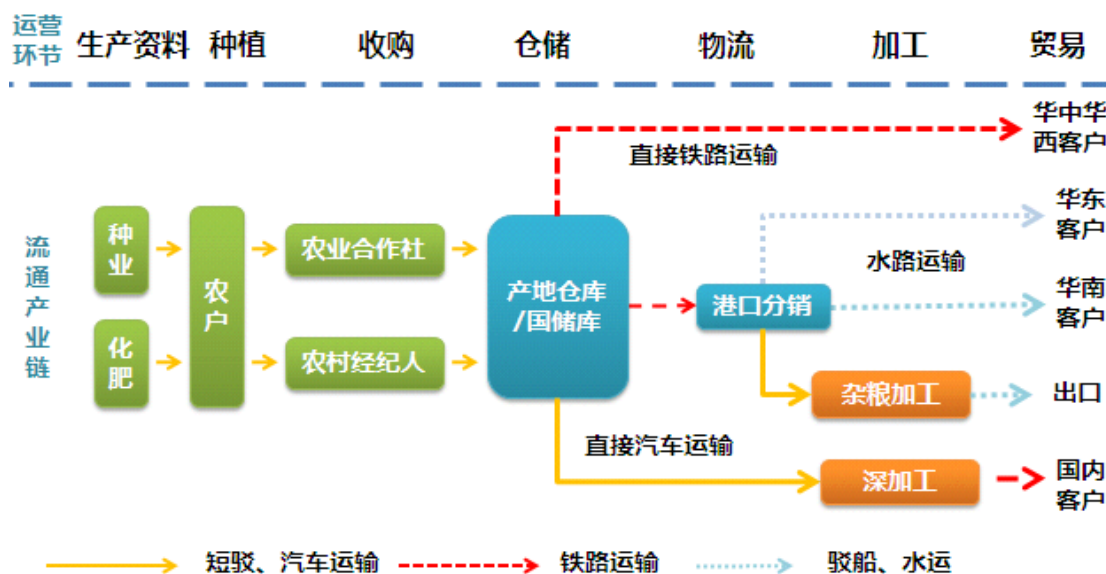 运营
环节
生产资料 种植 收购 仓储 物流 加工 贸易
华中华
西客户
直接铁路运输
华东
客户
水路运输
流
通
产
业
链
种
业
化
肥
农
户
农业合作社
农村经纪人
产地仓库
/国储库
港口分销
华南
客户
杂粮加工
出口
直接汽车运输
深加工
国内
客户
短驳、汽车运输
铁路运输
驳船、水运